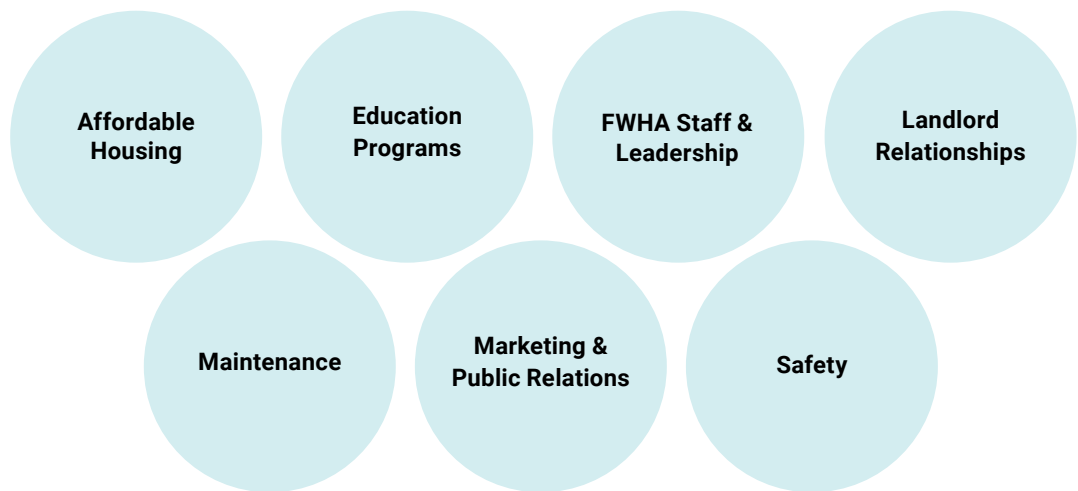 Affordable
Housing
Education
Programs
FWHA Staff &
Leadership
Landlord
Relationships
Maintenance
Marketing &
Public Relations
Safety